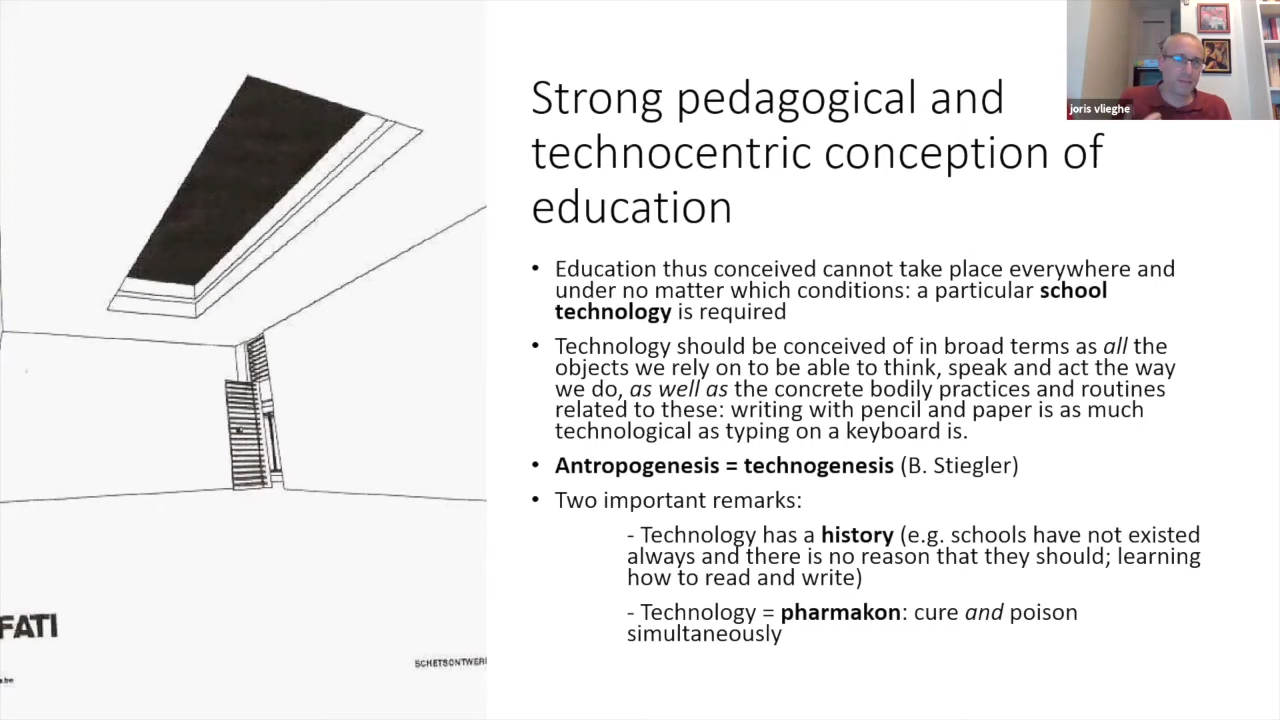 joris vlieghe
Strong pedagogical and
technocentric conception of
education
• Education thus conceived cannot take place everywhere and
under no matter which conditions: a particular school
technology is required
• Technology should be conceived of in broad terms as all the
objects we rely on to be able to think, speak and act the way
we do, as well as the concrete bodily practices and routines
related to these: writing with pencil and paper is as much
technological as typing on a keyboard is.
• Antropogenesis = technogenesis (B. Stiegler)
• Two important remarks:
- Technology has a history (e.g. schools have not existed
always and there is no reason that they should; learning
how to read and write)
- Technology = pharmakon: cure and poison
simultaneously
FATI
SCHETSONTWER